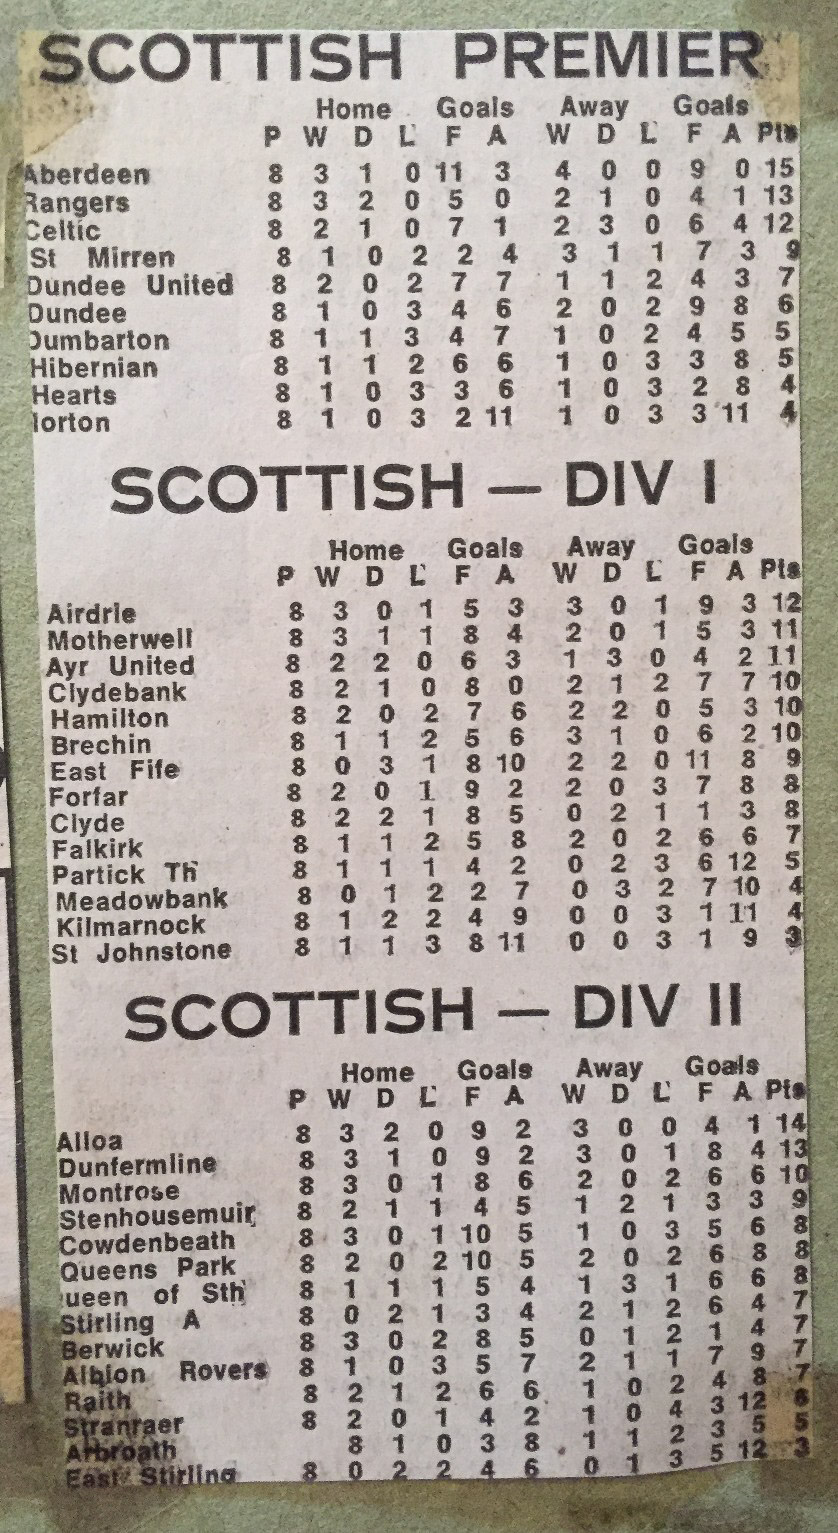 SCOTTISH PREMIER
Home Goals Away Goals
P W D L F A W D L F A Pts
Aberdeen 8 3 1 0 11 3 4 0 0 9 0 15
Rangers 8 3 2 0 5 0 2 1 0 4 1 13
Celtic 8 2 1 0 7 1 2 3 0 6 4 12
St Mirren 8 1 0 2 2 4 3 1 1 7 3 9
Dundee United 8 2 0 2 7 7 1 1 2 4 3 7
Dundee 8 1 0 3 4 6 2 0 2 9 8 6
Dumbarton 8 1 1 3 4 7 1 0 2 4 5 5
Hibernian 8 1 1 2 6 6 1 0 3 3 8 5
Hearts 8 1 0 3 3 6 1 0 3 2 8 4
orton 8 1 0 3 2 11 1 0 3 3 11 4
SCOTTISH — DIV I
Home Goals Away Goals
P W D L F A W D L F A Pts
Airdrie 8 3 0 1 5 3 3 0 1 9 3 12
Motherwell 8 3 1 1 8 4 2 0 1 5 3 11
Ayr United 8 2 2 0 6 3 1 3 0 4 2 11
Clydebank 8 2 1 0 8 0 2 1 2 7 7 10
Hamilton 8 2 0 2 7 6 2 2 0 5 3 10
Brechin 8 1 1 2 5 6 3 1 0 6 2 10
East Fife 8 0 3 1 8 10 2 2 0 11 8 9
Forfar 8 2 0 1 9 2 2 0 3 7 8 8
Clyde 8 2 2 1 8 5 0 2 1 1 3 8
Falkirk 8 1 1 2 5 8 2 0 2 6 6 7
Partick Th 8 1 1 1 4 2 0 2 3 6 12 5
Meadowbank 8 0 1 2 2 7 0 3 2 7 10 4
Kilmarnock 8 1 2 2 4 9 0 0 3 1 11 4
St Johnstone 8 1 1 3 8 11 0 0 3 1 9 3
SCOTTISH — DIV II
Home Goals Away Goals
P W D L F A W D L F A Pts
Alloa 8 3 2 0 9 2 3 0 0 4 1 14
Dunfermline 8 3 1 0 9 2 3 0 1 8 4 13
Montrose 8 3 0 1 8 6 2 0 2 6 6 10
Stenhousemuir 8 2 1 1 4 5 1 2 1 3 3 9
Cowdenbeath 8 3 0 1 10 5 1 0 3 5 6 8
Queens Park 8 2 0 2 10 5 2 0 2 6 8 8
ueen of Sth 8 1 1 1 5 4 1 3 1 6 6 8
Stirling A 8 0 2 1 3 4 2 1 2 6 4 7
Berwick 8 3 0 2 8 5 0 1 2 1 4 7
Albion Rovers 8 1 0 3 5 7 2 1 1 7 9 7
Raith 8 2 1 2 6 6 1 0 2 4 8 7
Stranraer 8 2 0 1 4 2 1 0 4 3 12 6
Arbroath 8 1 0 3 8 1 1 2 3 5 5
East Stirling 8 0 2 2 4 6 0 1 3 5 12 3